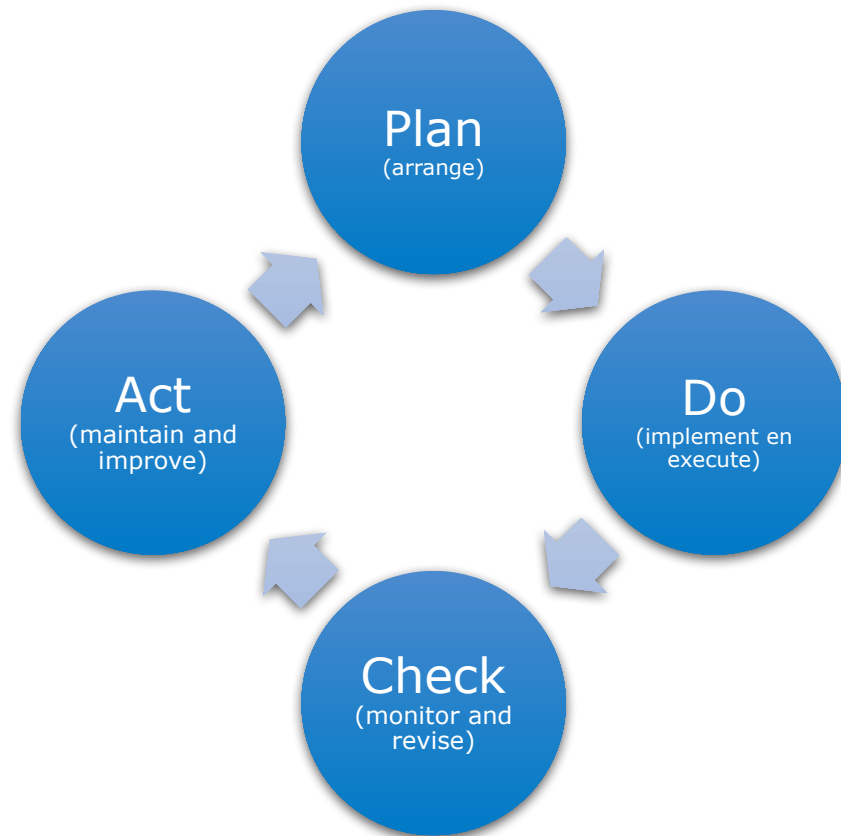 Plan
(arrange)
Do
(implement en
execute)
Check
(monitor and
revise)
Act
(maintain and
improve)